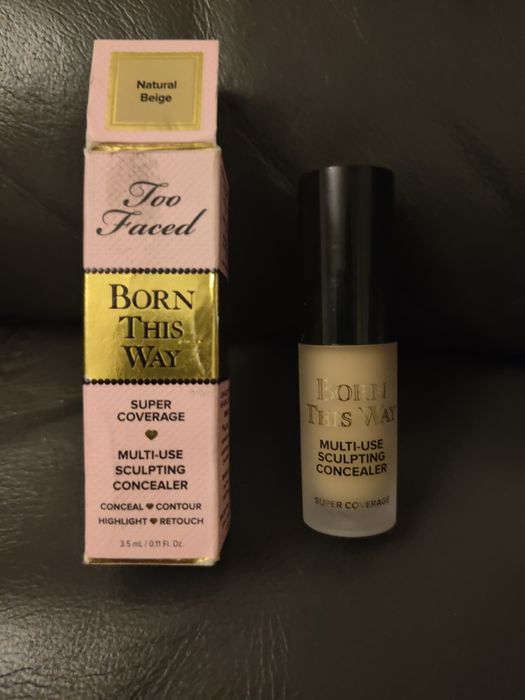 Natural
Beige
Too
Faced
BORN
THIS
WAY
SUPER
COVERAGE
MULTI-USE
SCULPTING
CONCEALER
CONCEAL ♥ CONTOUR
HIGHLIGHT ♥ RETOUCH
3.5 mL / 0.11 Fl. Oz.
BORN
THIS WAY
MULTI-USE
SCULPTING
CONCEALER
SUPER COVERAGE